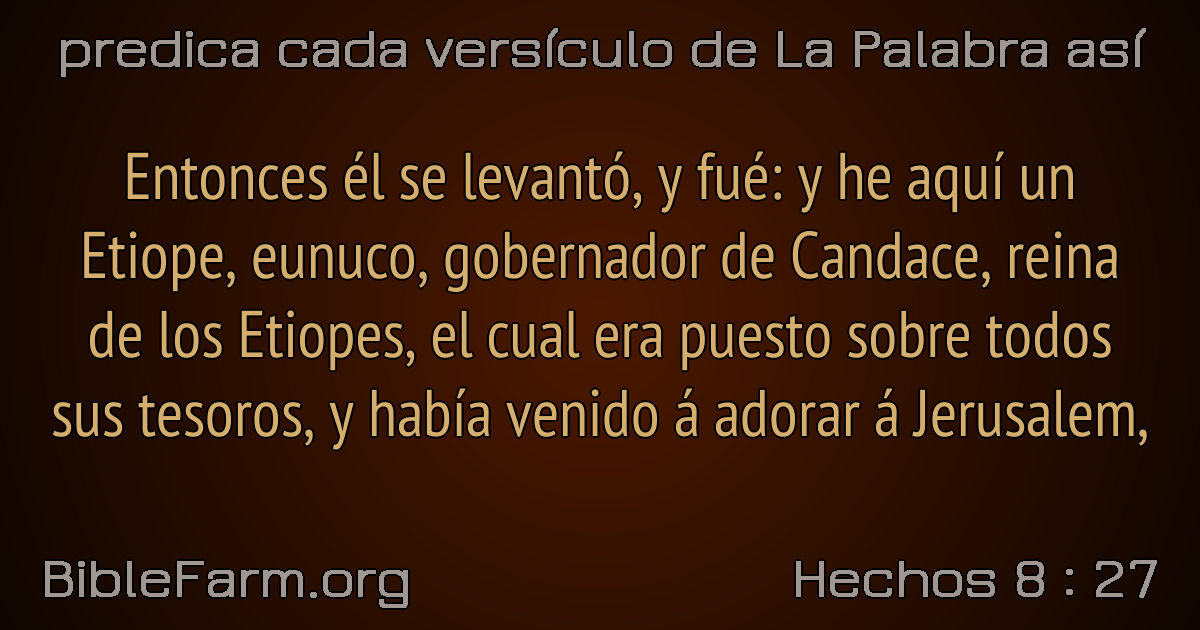 predica cada versículo de La Palabra así
Entonces él se levantó, y fué: y he aquí un
Etiope, eunuco, gobernador de Candace, reina
de los Etiopes, el cual era puesto sobre todos
sus tesoros, y había venido á adorar á Jerusalem,
BibleFarm.org
Hechos 8 : 27